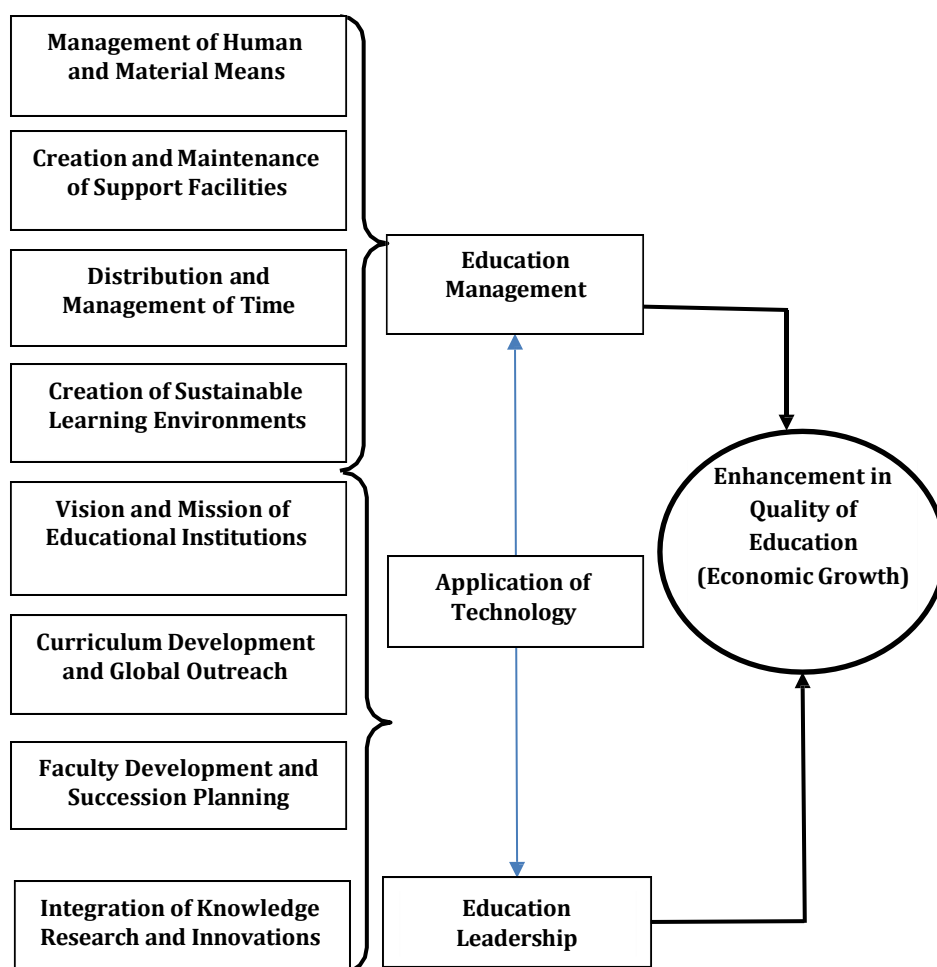 Management of Human
and Material Means
Creation and Maintenance
of Support Facilities
Distribution and
Management of Time
Creation of Sustainable
Learning Environments
Vision and Mission of
Educational Institutions
Curriculum Development
and Global Outreach
Faculty Development and
Succession Planning
Integration of Knowledge
Research and Innovations
Education
Management
Application of
Technology
Education
Leadership
Enhancement in
Quality of
Education
(Economic Growth)